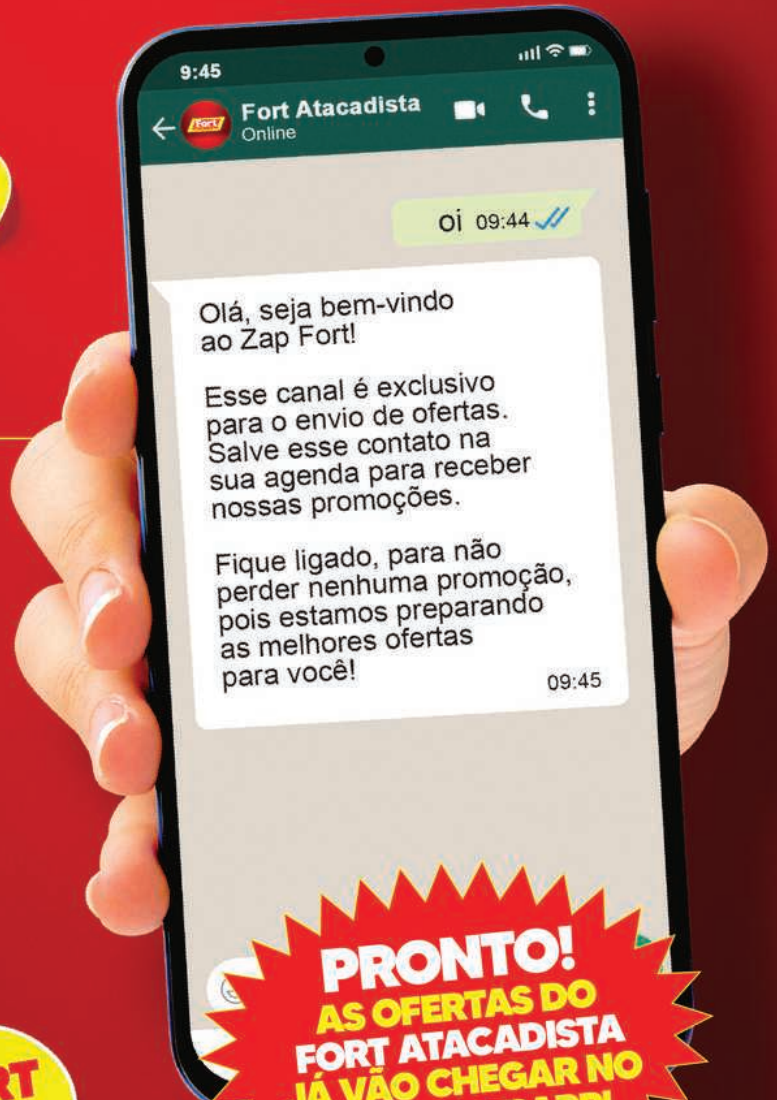 9:45
Fort
Fort Atacadista
Online
oi 09:44
Olá, seja bem-vindo
ao Zap Fort!
Esse canal é exclusivo
para o envio de ofertas.
Salve esse contato na
sua agenda para receber
nossas promoções.
Fique ligado, para não
perder nenhuma promoção,
pois estamos preparando
as melhores ofertas
para você!
09:45
PRONTO!
AS OFERTAS DO
FORT ATACADISTA
JÁ VÃO CHEGAR NO